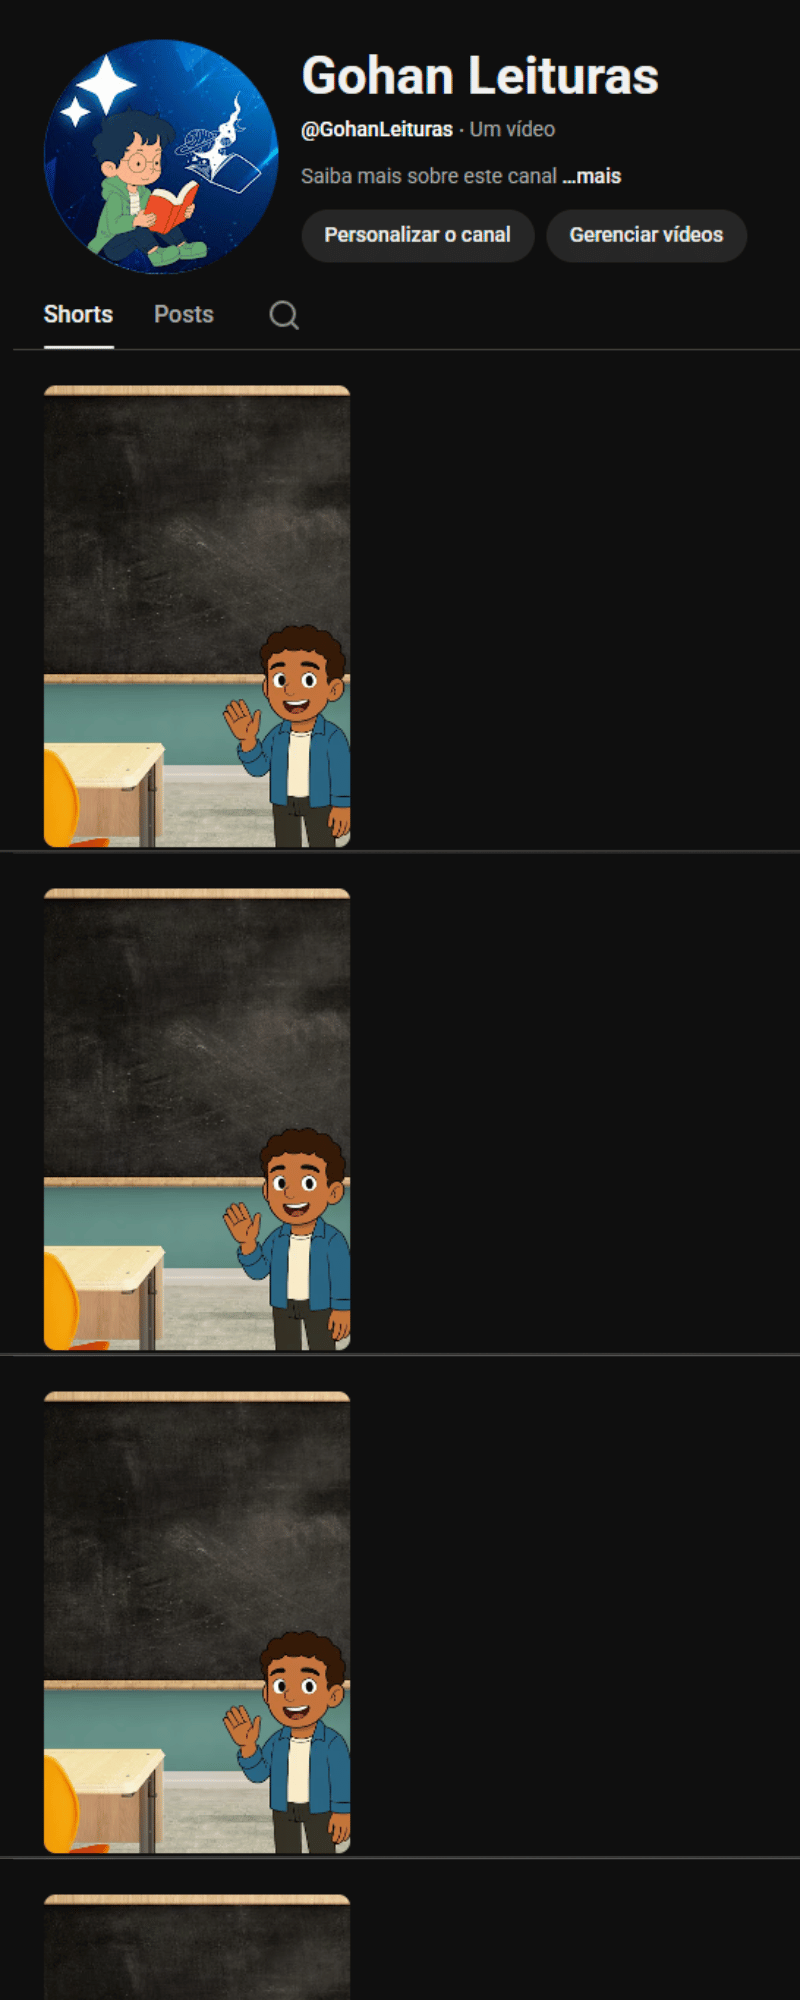 Gohan Leituras
@GohanLeituras · Um vídeo
Saiba mais sobre este canal ...mais
Personalizar o canal Gerenciar vídeos
Shorts Posts